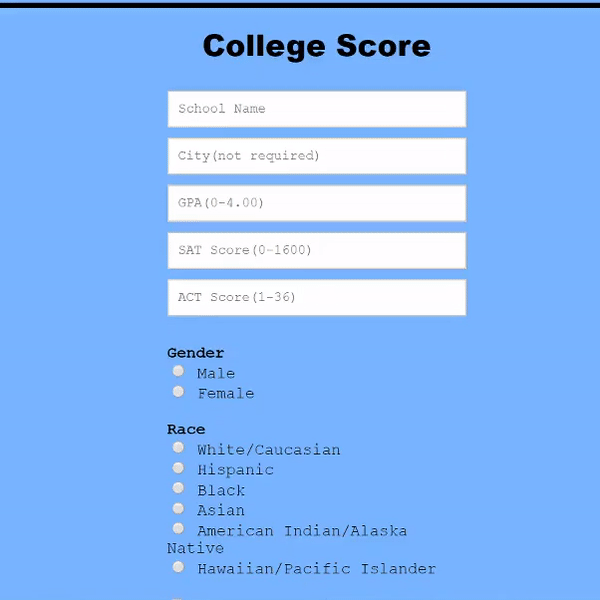 College Score
School Name
City(not required)
GPA(0-4.00)
SAT Score(0-1600)
ACT Score(1-36)
Gender
Male
Female
Race
White/Caucasian
Hispanic
Black
Asian
American Indian/Alaska
Native
Hawaiian/Pacific Islander